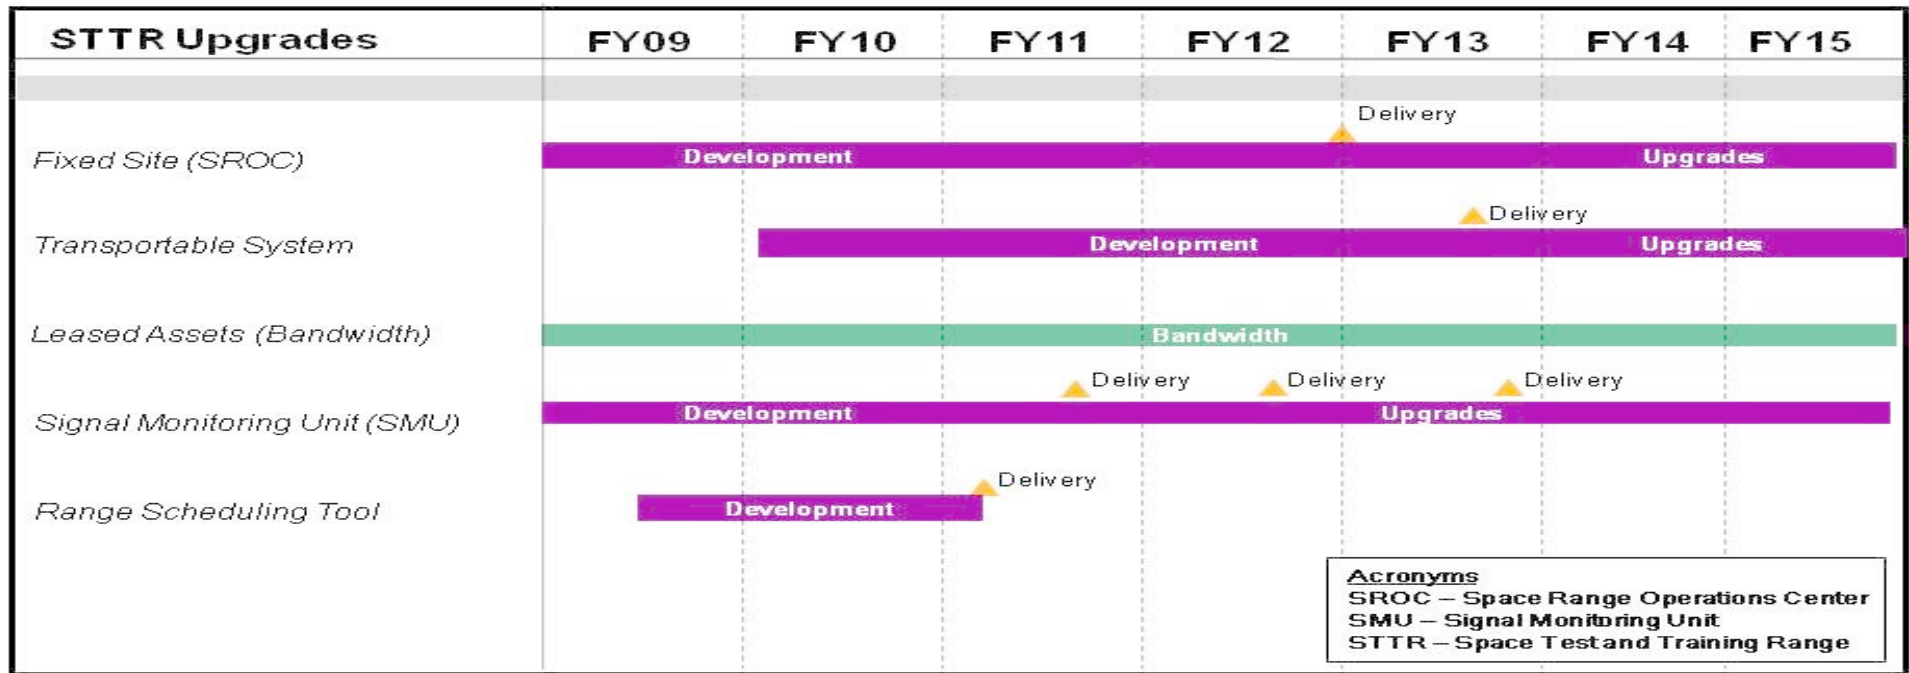 STTR Upgrades FY09 FY10 FY11 FY12 FY13 FY14 FY15
Delivery
Fixed Site (SROC) Development Upgrades
Delivery
Transportable System Development Upgrades
Leased Assets (Bandwidth) Bandwidth
Delivery Delivery Delivery
Signal Monitoring Unit (SMU) Development Upgrades
Delivery
Range Scheduling Tool Development
Acronyms
SROC – Space Range Operations Center
SMU – Signal Monitoring Unit
STTR – Space Test and Training Range